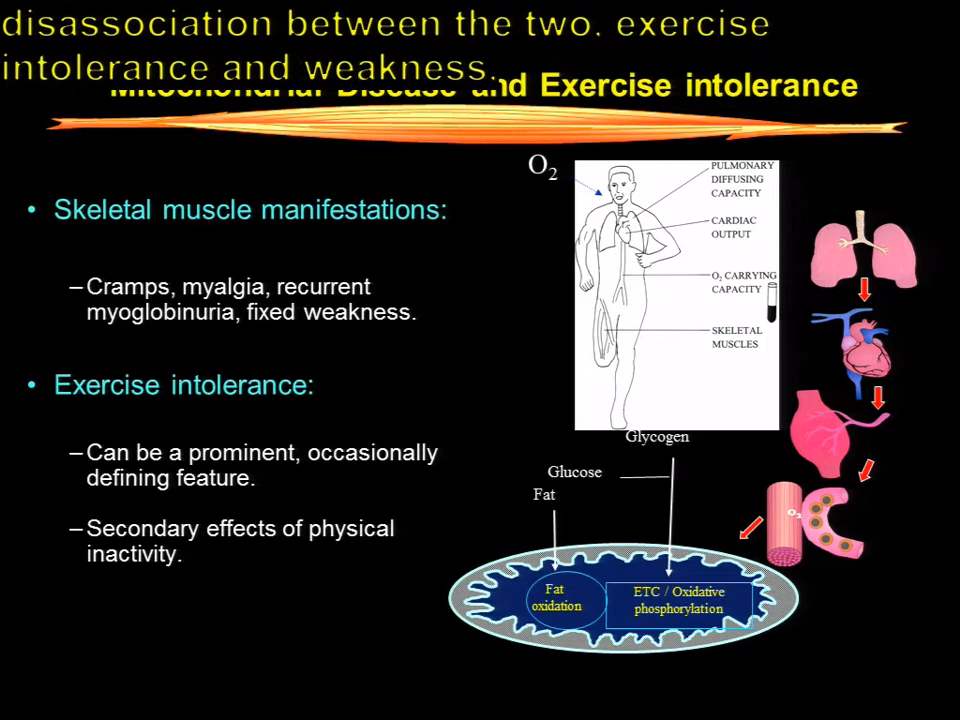 disassociation between the two. exercise
intolerance and weakness.
Mitochondrial Disease and Exercise intolerance
O2
PULMONARY
DIFFUSING
CAPACITY
CARDIAC
OUTPUT
O2 CARRYING
CAPACITY
SKELETAL
MUSCLES
• Skeletal muscle manifestations:
– Cramps, myalgia, recurrent
myoglobinuria, fixed weakness.
• Exercise intolerance:
– Can be a prominent, occasionally
defining feature.
– Secondary effects of physical
inactivity.
Glycogen
Glucose
Fat
O2
Fat
oxidation
ETC / Oxidative
phosphorylation